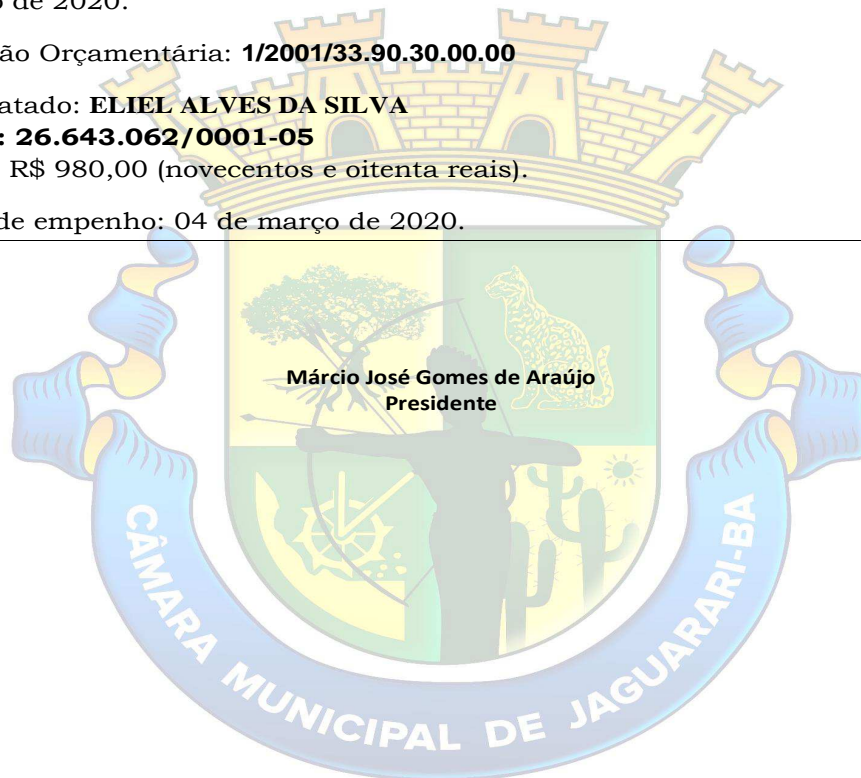 o de 2020.
ão Orçamentária: 1/2001/33.90.30.00.00
atado: ELIEL ALVES DA SILVA
: 26.643.062/0001-05
R$ 980,00 (novecentos e oitenta reais).
de empenho: 04 de março de 2020.
Márcio José Gomes de Araújo
Presidente
CÂMARA MUNICIPAL DE JAGUARARI-BA